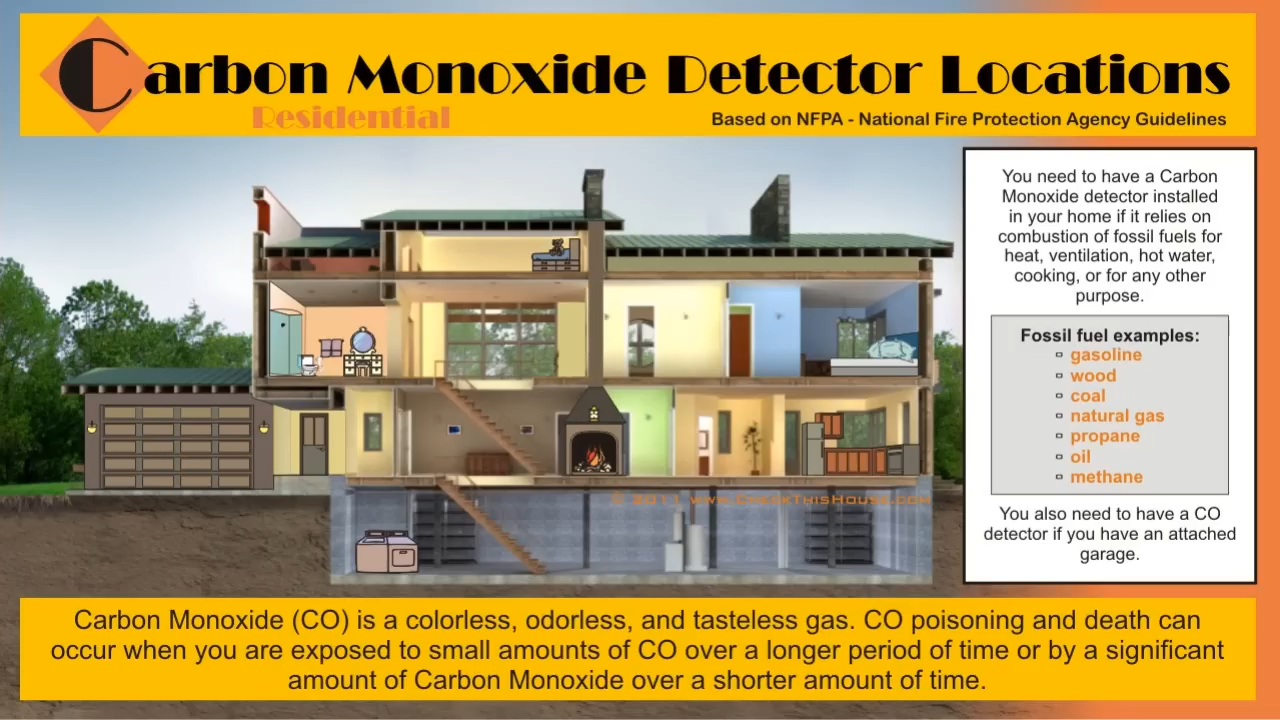 Carbon Monoxide Detector Locations
Residential
Based on NFPA - National Fire Protection Agency Guidelines
You need to have a Carbon
Monoxide detector installed
in your home if it relies on
combustion of fossil fuels for
heat, ventilation, hot water,
cooking, or for any other
purpose.
Fossil fuel examples:
gasoline
wood
coal
natural gas
propane
oil
methane
You also need to have a CO
detector if you have an attached
garage.
© 2011 www.CheckThisHouse.com
Carbon Monoxide (CO) is a colorless, odorless, and tasteless gas. CO poisoning and death can
occur when you are exposed to small amounts of CO over a longer period of time or by a significant
amount of Carbon Monoxide over a shorter amount of time.